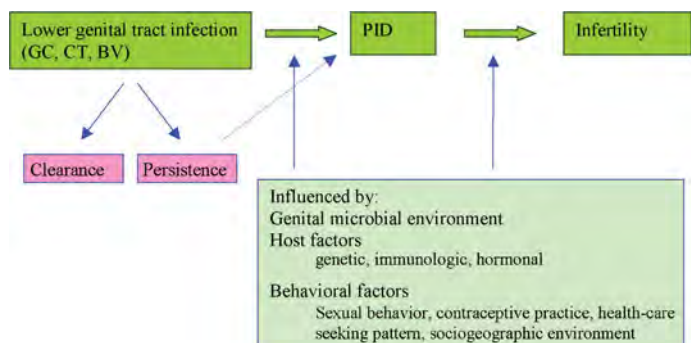 Lower genital tract infection
(GC, CT, BV)
PID
Infertility
Clearance
Persistence
Influenced by:
Genital microbial environment
Host factors
genetic, immunologic, hormonal
Behavioral factors
Sexual behavior, contraceptive practice, health-care
seeking pattern, sociogeographic environment